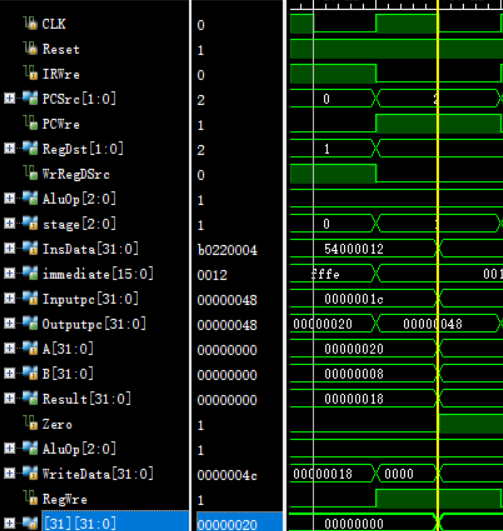 CLK 0
Reset 1
IRWre 0
PCSrc[1:0] 2 0 2
PCWre 1
RegDst[1:0] 2 1
WrRegDSrc 0
AluOp[2:0] 1
stage[2:0] 1 0
InsData[31:0] b0220004 54000012
immediate[15:0] 0012 fffe 001
Inputpc[31:0] 00000048 0000001c
Outputpc[31:0] 00000048 00000020 00000048
A[31:0] 00000000 00000020
B[31:0] 00000000 00000008
Result[31:0] 00000000 00000018
Zero 1
AluOp[2:0] 1
WriteData[31:0] 0000004c 00000018 0000
RegWre 1
[31][31:0] 00000020 00000000